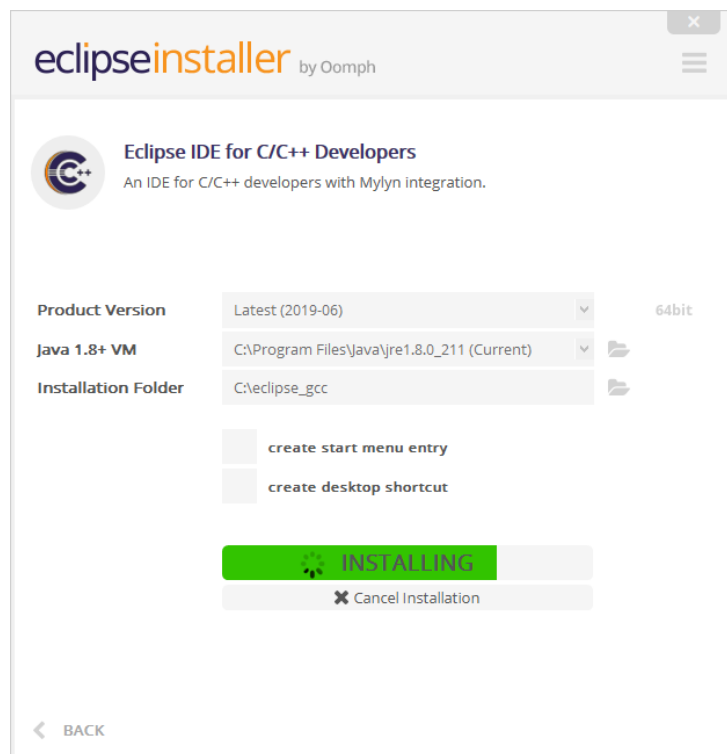 eclipseinstaller by Oomph
C++
Eclipse IDE for C/C++ Developers
An IDE for C/C++ developers with Mylyn integration.
Product Version Latest (2019-06) 64bit
Java 1.8+ VM C:\Program Files\Java\jre1.8.0_211 (Current)
Installation Folder C:\eclipse_gcc
create start menu entry
create desktop shortcut
INSTALLING
Cancel Installation
BACK